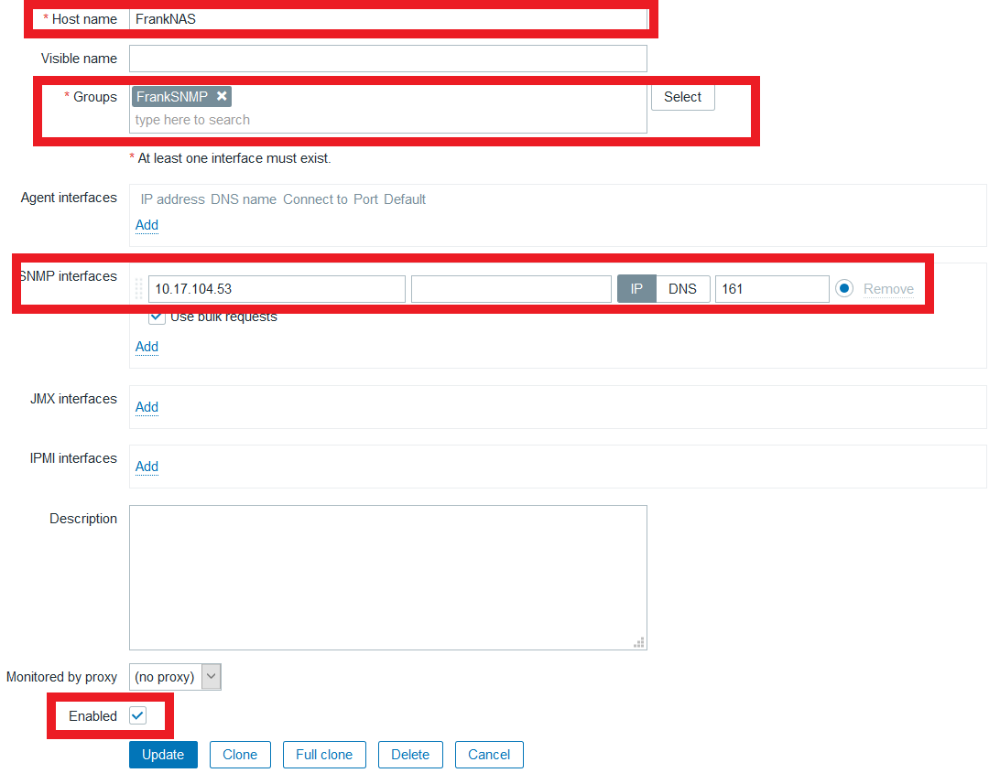 * Host name FrankNAS
Visible name
* Groups FrankSNMP ✖ Select
type here to search
* At least one interface must exist.
Agent interfaces IP address DNS name Connect to Port Default
Add
SNMP interfaces
10.17.104.53 IP DNS 161 Remove
Use bulk requests
Add
JMX interfaces
Add
IPMI interfaces
Add
Description
Monitored by proxy (no proxy)
Enabled
Update Clone Full clone Delete Cancel